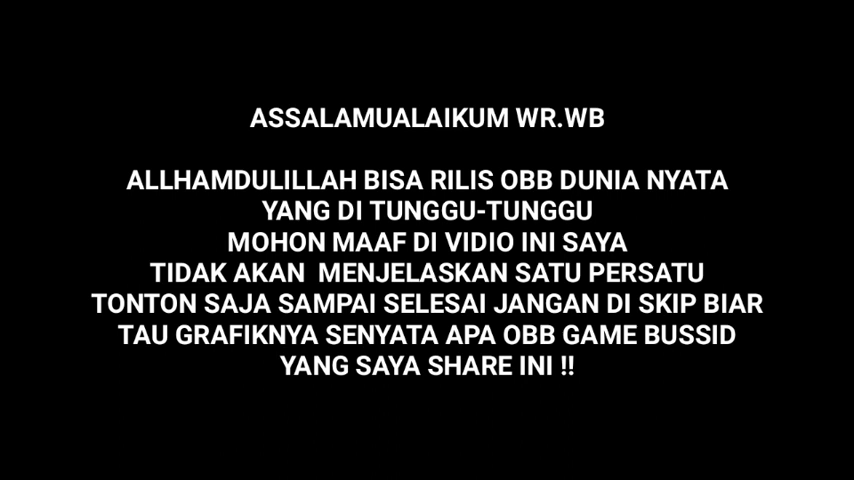 ASSALAMUALAIKUM WR.WB
ALLHAMDULILLAH BISA RILIS OBB DUNIA NYATA
YANG DI TUNGGU-TUNGGU
MOHON MAAF DI VIDIO INI SAYA
TIDAK AKAN MENJELASKAN SATU PERSATU
TONTON SAJA SAMPAI SELESAI JANGAN DI SKIP BIAR
TAU GRAFIKNYA SENYATA APA OBB GAME BUSSID
YANG SAYA SHARE INI !!